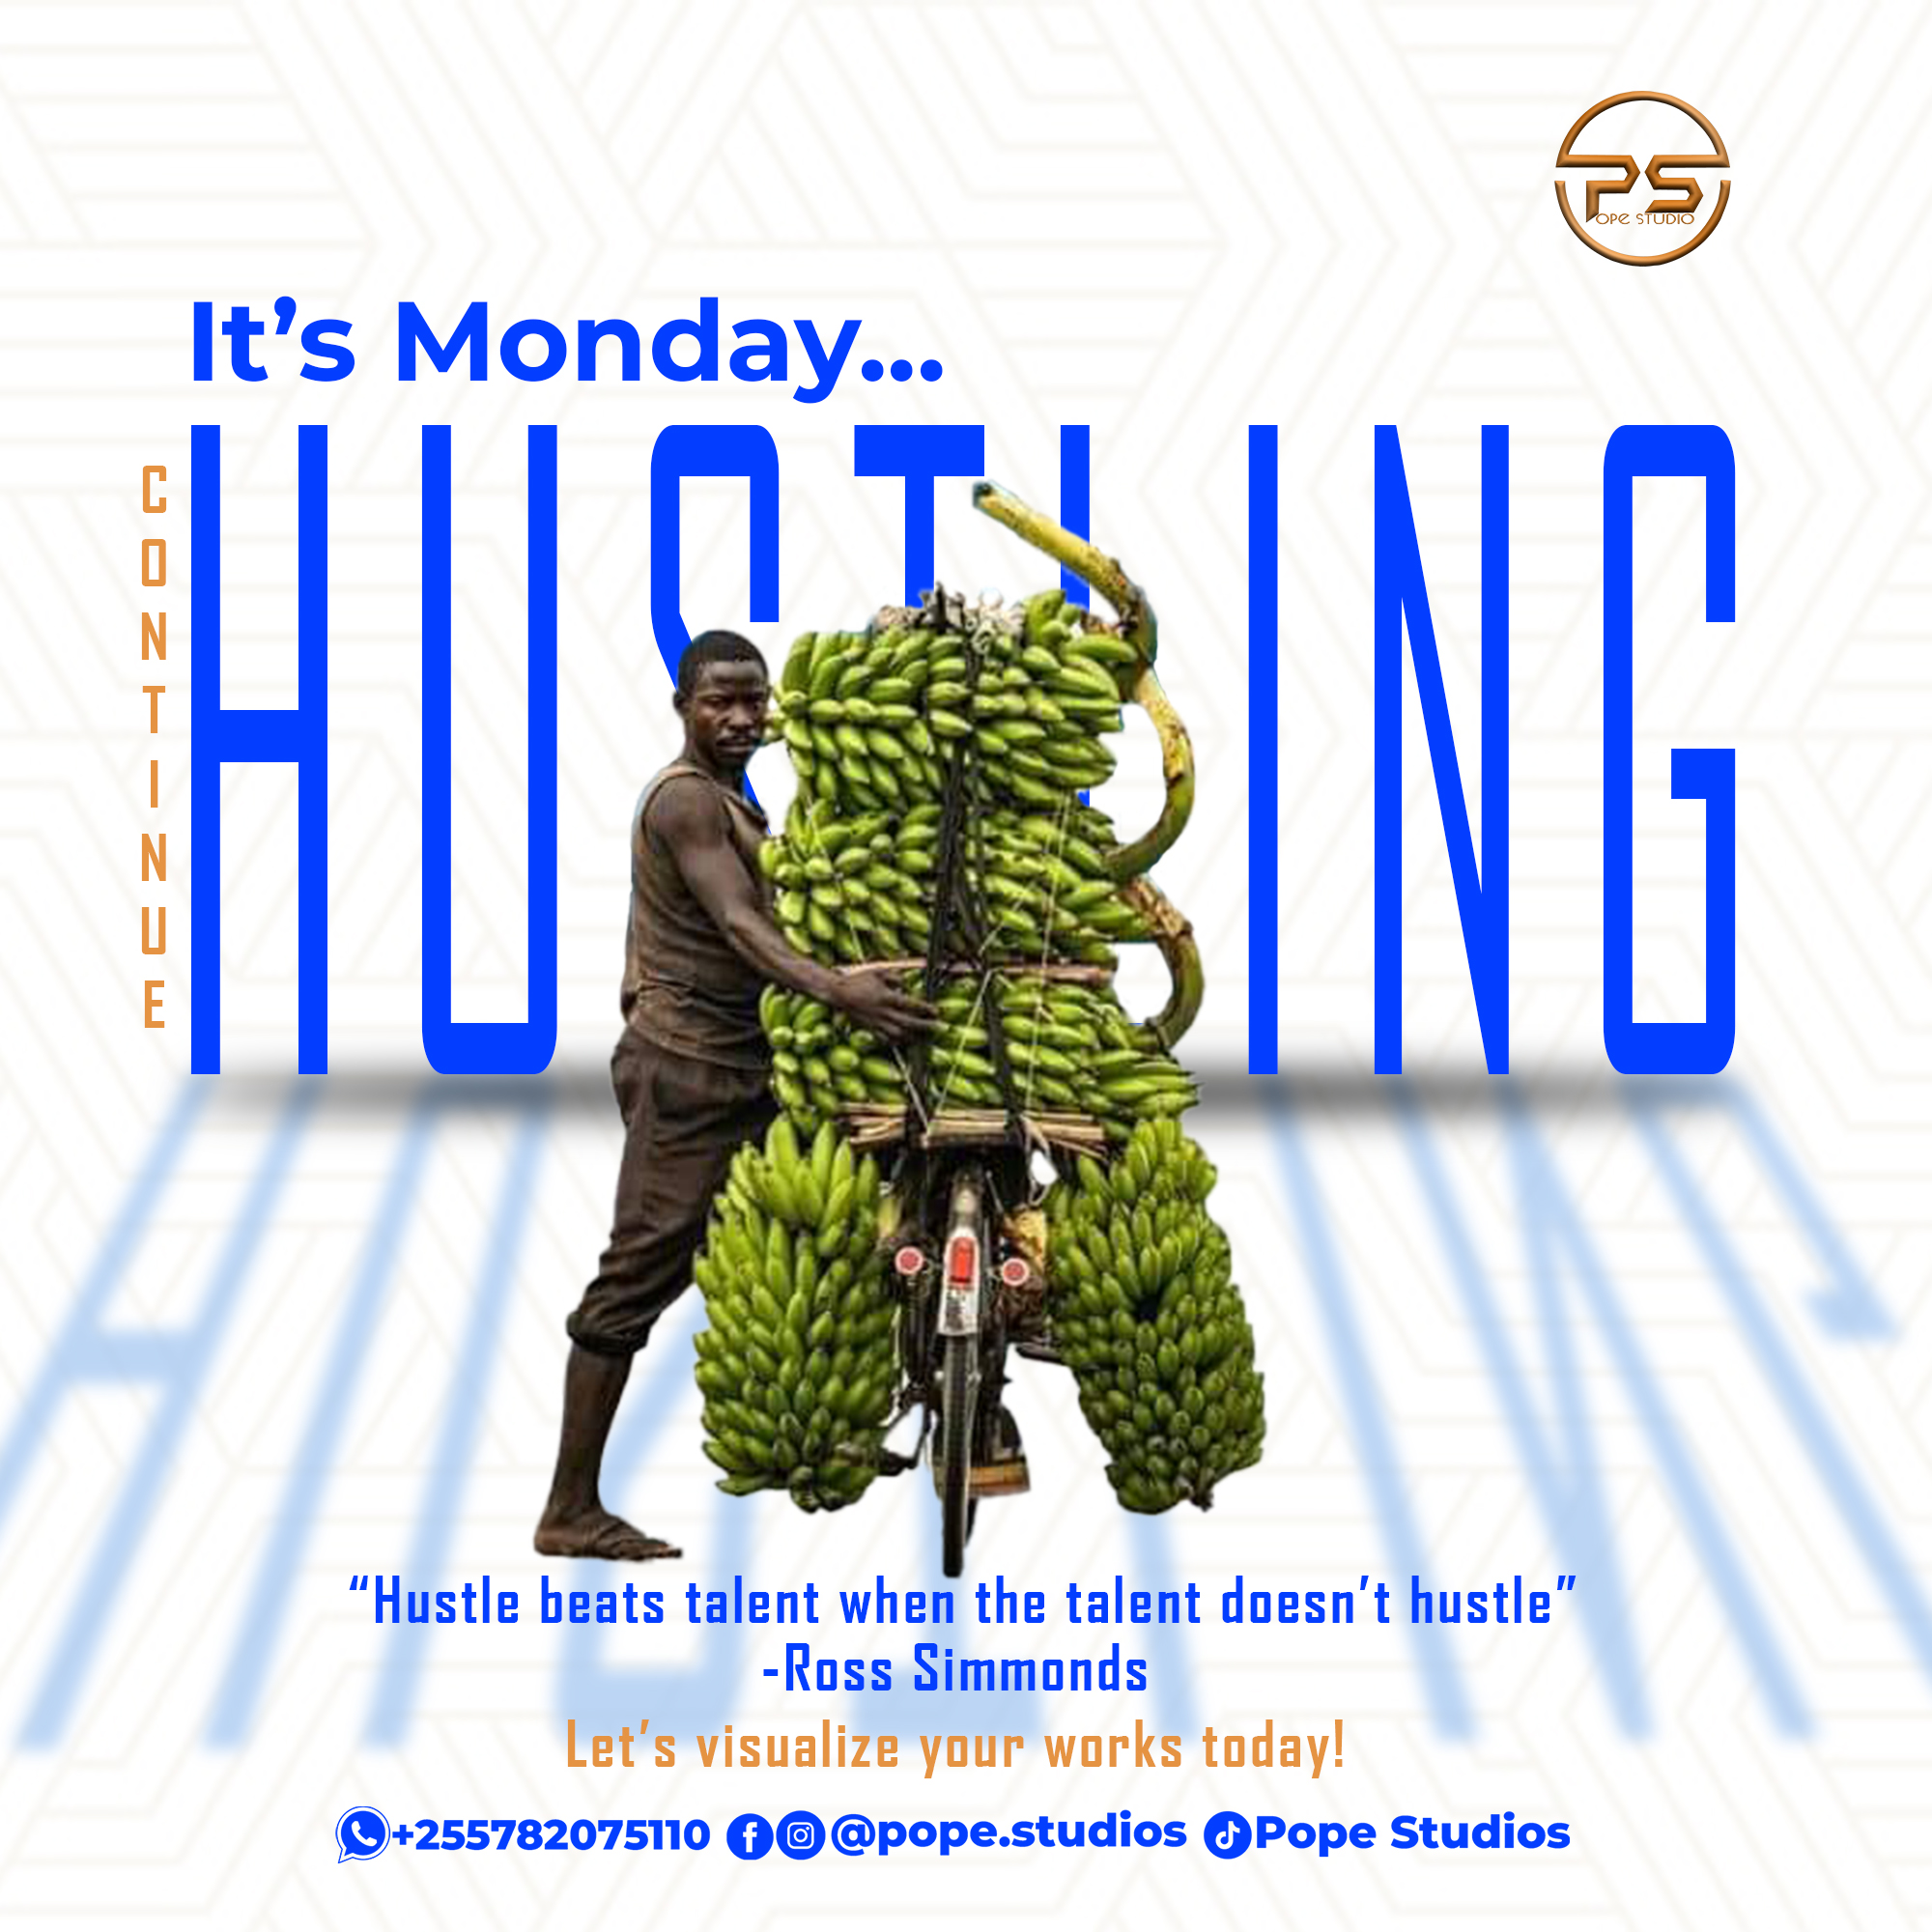 PS
POPE STUDIO
It's Monday...
CONTINUE
HUSTLING
“Hustle beats talent when the talent doesn't hustle”
-Ross Simmonds
Let's visualize your works today!
+255782075110 @pope.studios Pope Studios